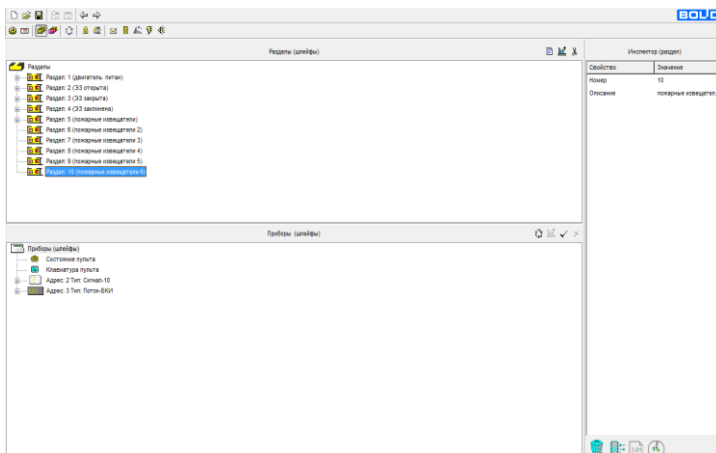 BOLID
Разделы (шлейфы)
Инспектор (раздел)
Разделы
Раздел: 1 (двигатель. питан)
Раздел: 2 (ЭЗ открыта)
Раздел: 3 (ЭЗ закрыта)
Раздел: 4 (ЭЗ заклинена)
Раздел: 5 (пожарные извещатели)
Раздел: 6 (пожарные извещатели 2)
Раздел: 7 (пожарные извещатели 3)
Раздел: 8 (пожарные извещатели 4)
Раздел: 9 (пожарные извещатели 5)
Раздел: 10 (пожарные извещатели 6)
Свойство Значение
Номер 10
Описание пожарные извещател
Приборы (шлейфы)
Приборы (шлейфы)
Состояние пульта
Клавиатура пульта
Адрес: 2 Тип: Сигнал-10
Адрес: 3 Тип: Поток-БКИ